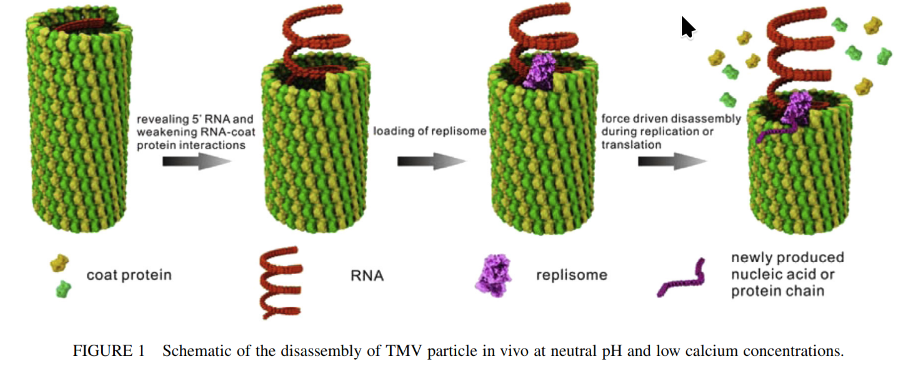 revealing 5' RNA and
weakening RNA-coat
protein interactions
loading of replisome
force driven disassembly
during replication or
translation
coat protein
RNA
replisome
newly produced
nucleic acid or
protein chain
FIGURE 1 Schematic of the disassembly of TMV particle in vivo at neutral pH and low calcium concentrations.